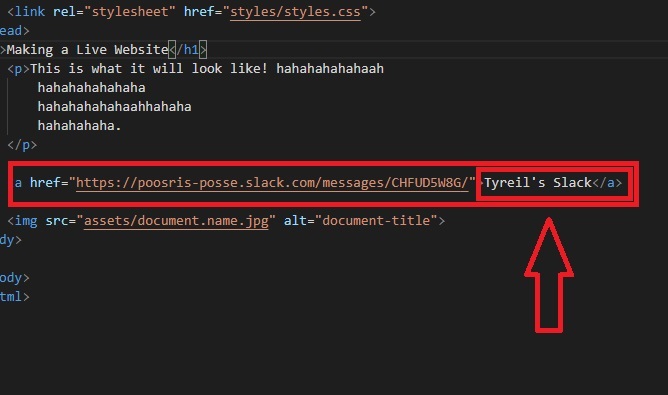 <link rel="stylesheet" href="styles/styles.css">
ead>
>Making a Live Website</h1>
<p>This is what it will look like! hahahahahahaah
hahahahahahaha
hahahahahahaahhahaha
hahahahaha.
</p>
a href="https://poosris-posse.slack.com/messages/CHFUD5W8G/">Tyreil's Slack</a>
<img src="assets/document.name.jpg" alt="document-title">
dy>
ody>
tml>